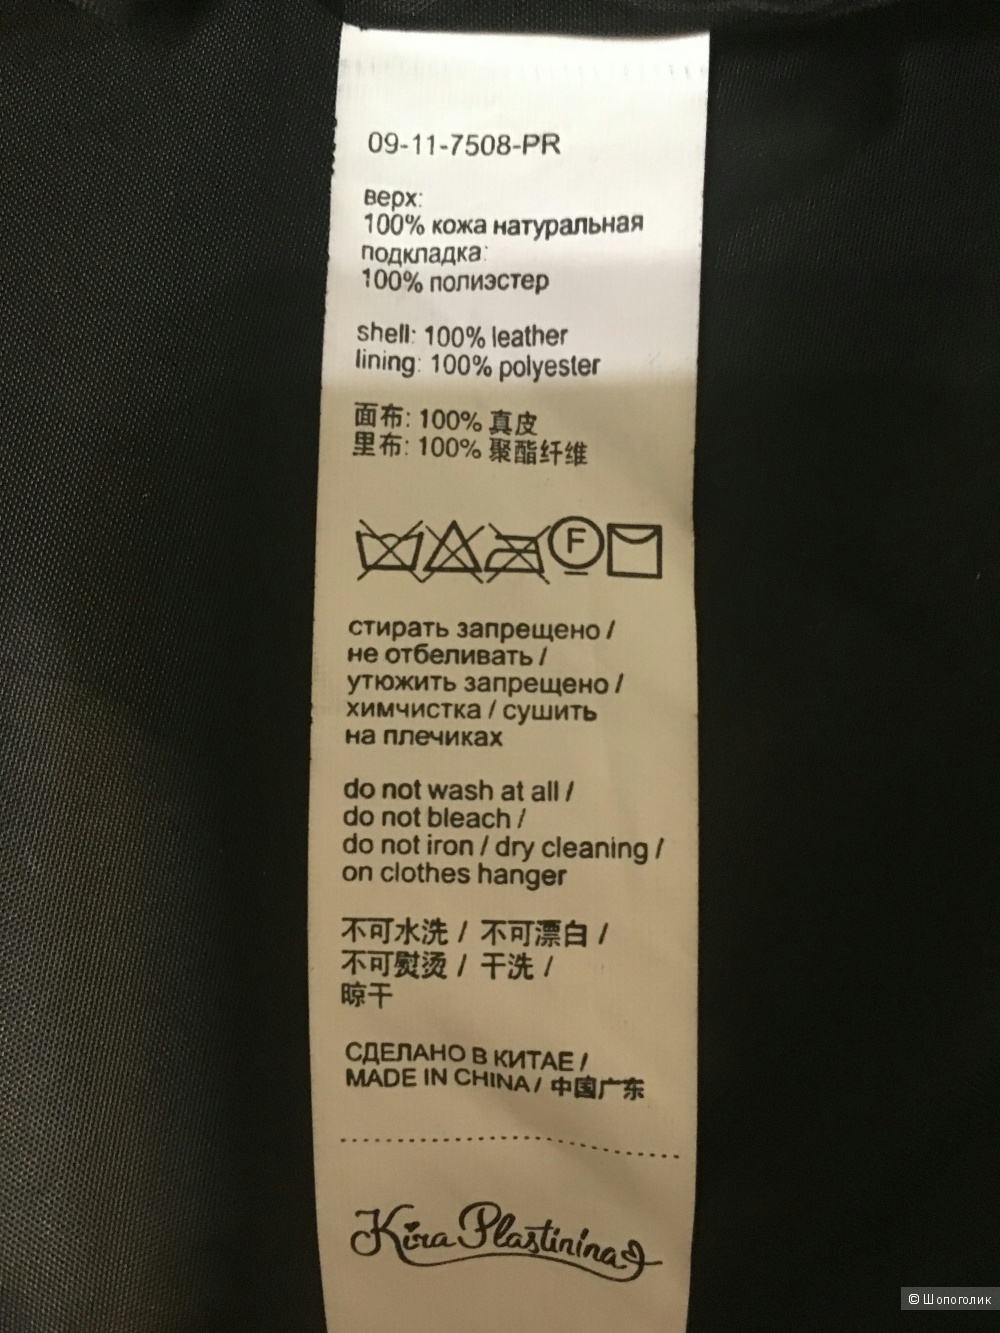 09-11-7508-PR
верх:
100% кожа натуральная
подкладка:
100% полиэстер
shell: 100% leather
lining: 100% polyester
面布: 100% 真皮
里布: 100% 聚酯纤维
F
стирать запрещено /
не отбеливать /
утюжить запрещено /
химчистка / сушить
на плечиках
do not wash at all /
do not bleach /
do not iron / dry cleaning /
on clothes hanger
不可水洗 / 不可漂白 /
不可熨烫 / 干洗 /
晾干
СДЕЛАНО В КИТАЕ /
MADE IN CHINA / 中国广东
Kira Plastinina
© Шопоголик